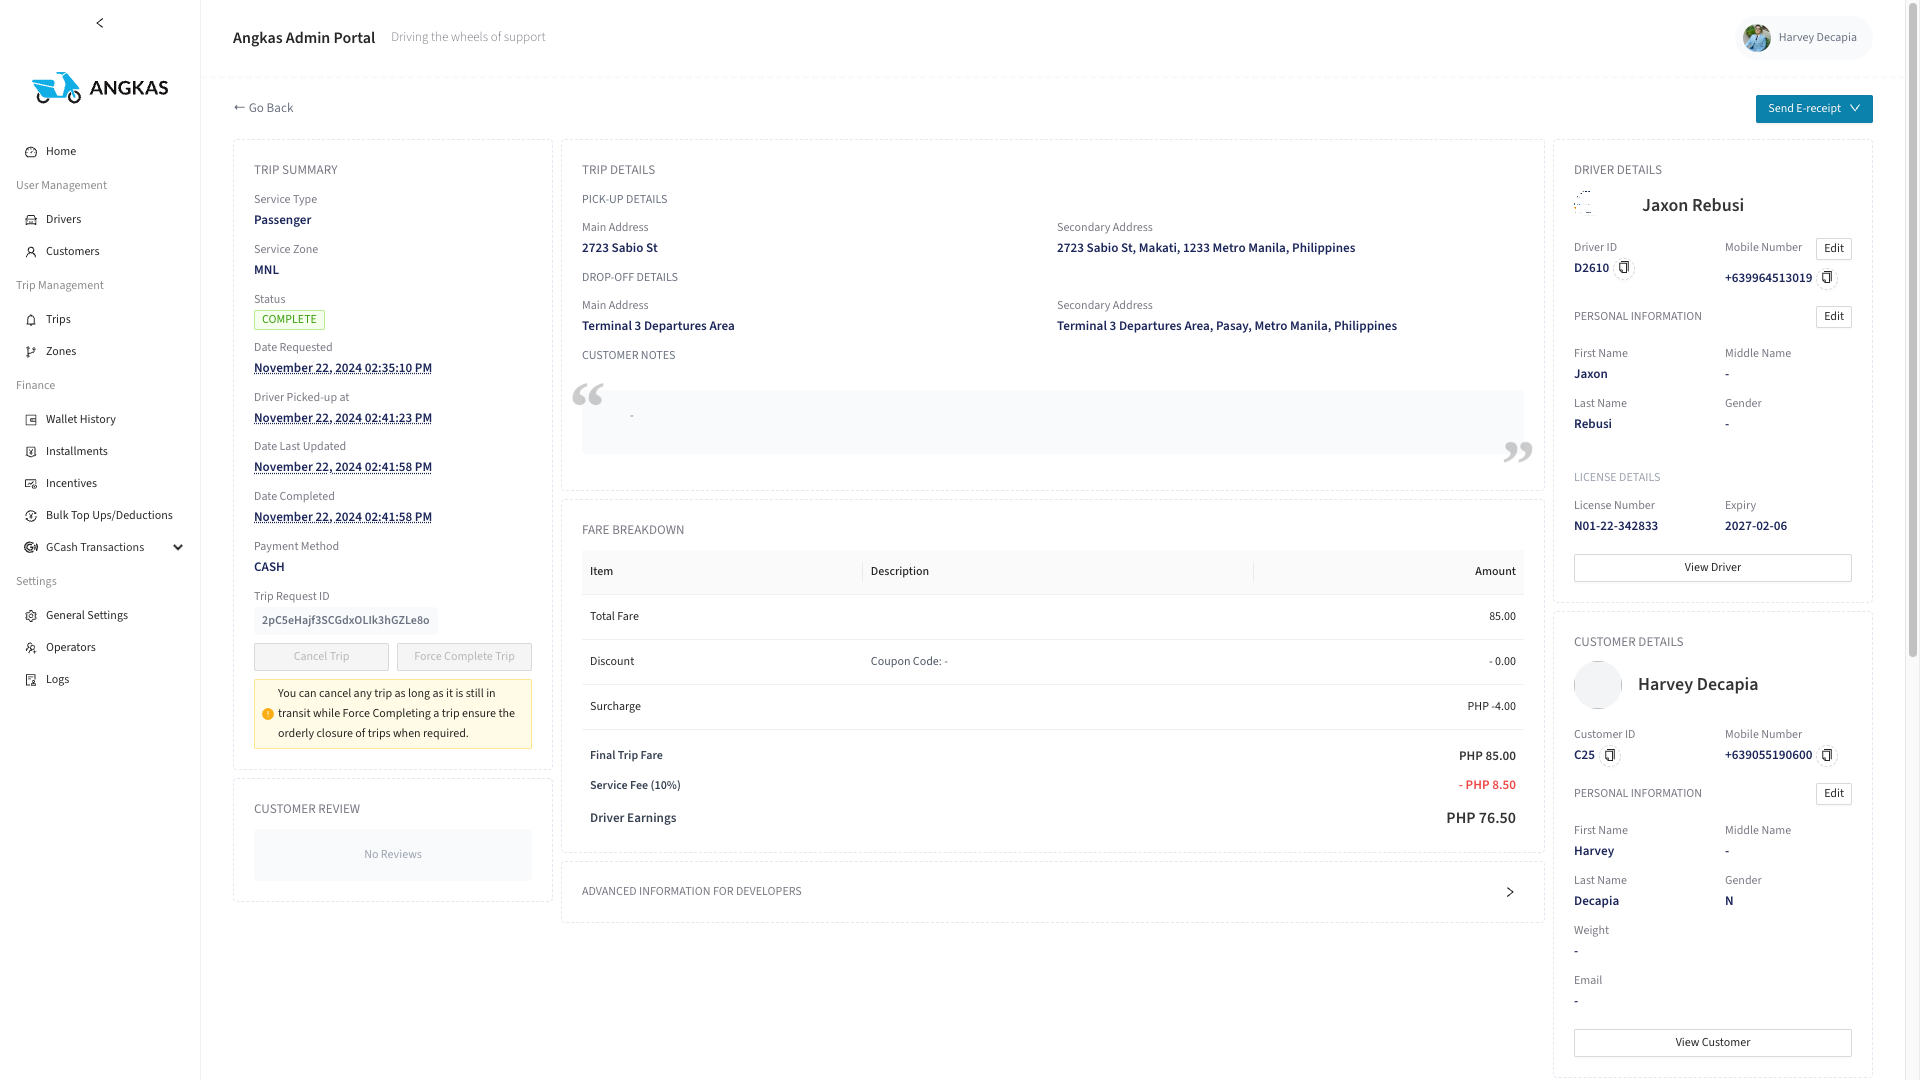 Angkas Admin Portal
Driving the wheels of support
Harvey Decapia
ANGKAS
Home
User Management
Drivers
Customers
Trip Management
Trips
Zones
Finance
Wallet History
Installments
Incentives
Bulk Top Ups/Deductions
GCash Transactions
Settings
General Settings
Operators
Logs
← Go Back
Send E-receipt
TRIP SUMMARY
Service Type
Passenger
Service Zone
MNL
Status
COMPLETE
Date Requested
November 22, 2024 02:35:10 PM
Driver Picked-up at
November 22, 2024 02:41:23 PM
Date Last Updated
November 22, 2024 02:41:58 PM
Date Completed
November 22, 2024 02:41:58 PM
Payment Method
CASH
Trip Request ID
2pC5eHajf3SCGdxOLIk3hGZLe8o
Cancel Trip
Force Complete Trip
You can cancel any trip as long as it is still in
transit while Force Completing a trip ensure the
orderly closure of trips when required.
CUSTOMER REVIEW
No Reviews
TRIP DETAILS
PICK-UP DETAILS
Main Address
Secondary Address
2723 Sabio St
2723 Sabio St, Makati, 1233 Metro Manila, Philippines
DROP-OFF DETAILS
Main Address
Secondary Address
Terminal 3 Departures Area
Terminal 3 Departures Area, Pasay, Metro Manila, Philippines
CUSTOMER NOTES
“
-
”
FARE BREAKDOWN
Item Description Amount
Total Fare 85.00
Discount Coupon Code: - - 0.00
Surcharge PHP -4.00
Final Trip Fare PHP 85.00
Service Fee (10%) - PHP 8.50
Driver Earnings PHP 76.50
ADVANCED INFORMATION FOR DEVELOPERS
DRIVER DETAILS
Jaxon Rebusi
Driver ID
Mobile Number
Edit
D2610
+639964513019
PERSONAL INFORMATION
Edit
First Name
Middle Name
Jaxon
-
Last Name
Gender
Rebusi
-
LICENSE DETAILS
License Number
Expiry
N01-22-342833
2027-02-06
View Driver
CUSTOMER DETAILS
Harvey Decapia
Customer ID
Mobile Number
C25
+639055190600
PERSONAL INFORMATION
Edit
First Name
Middle Name
Harvey
-
Last Name
Gender
Decapia
N
Weight
-
Email
-
View Customer